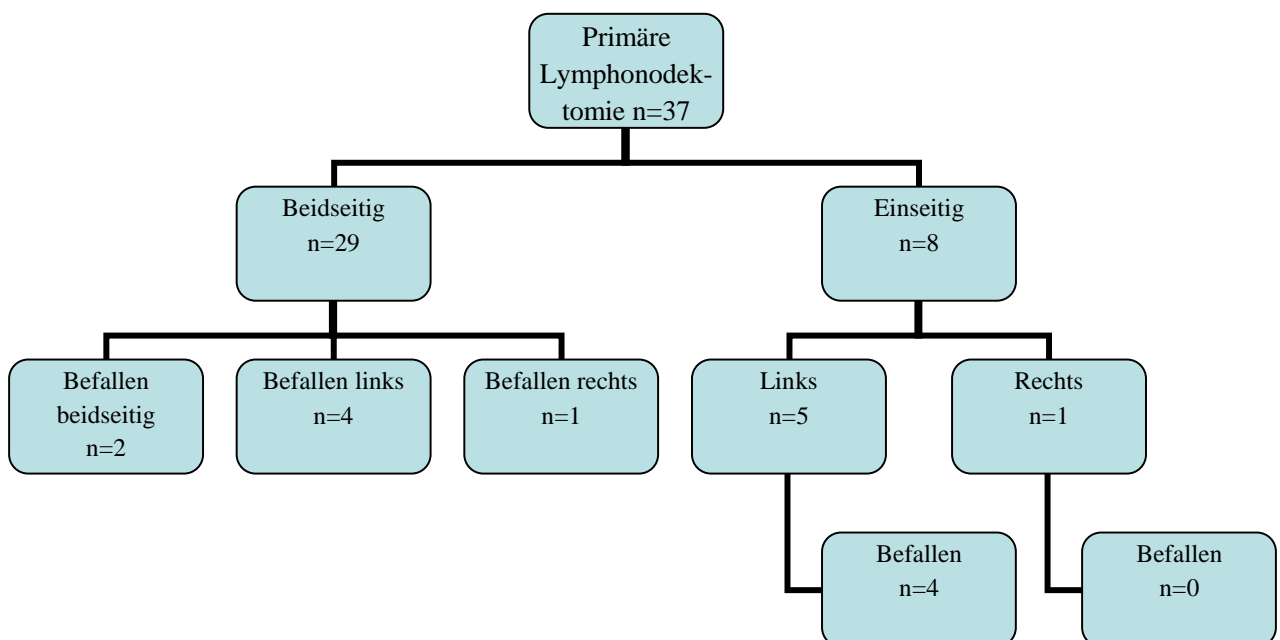 Primäre
Lymphonodek-
tomie n=37
Beidseitig
n=29
Einseitig
n=8
Befallen
beidseitig
n=2
Befallen links
n=4
Befallen rechts
n=1
Links
n=5
Rechts
n=1
Befallen
n=4
Befallen
n=0